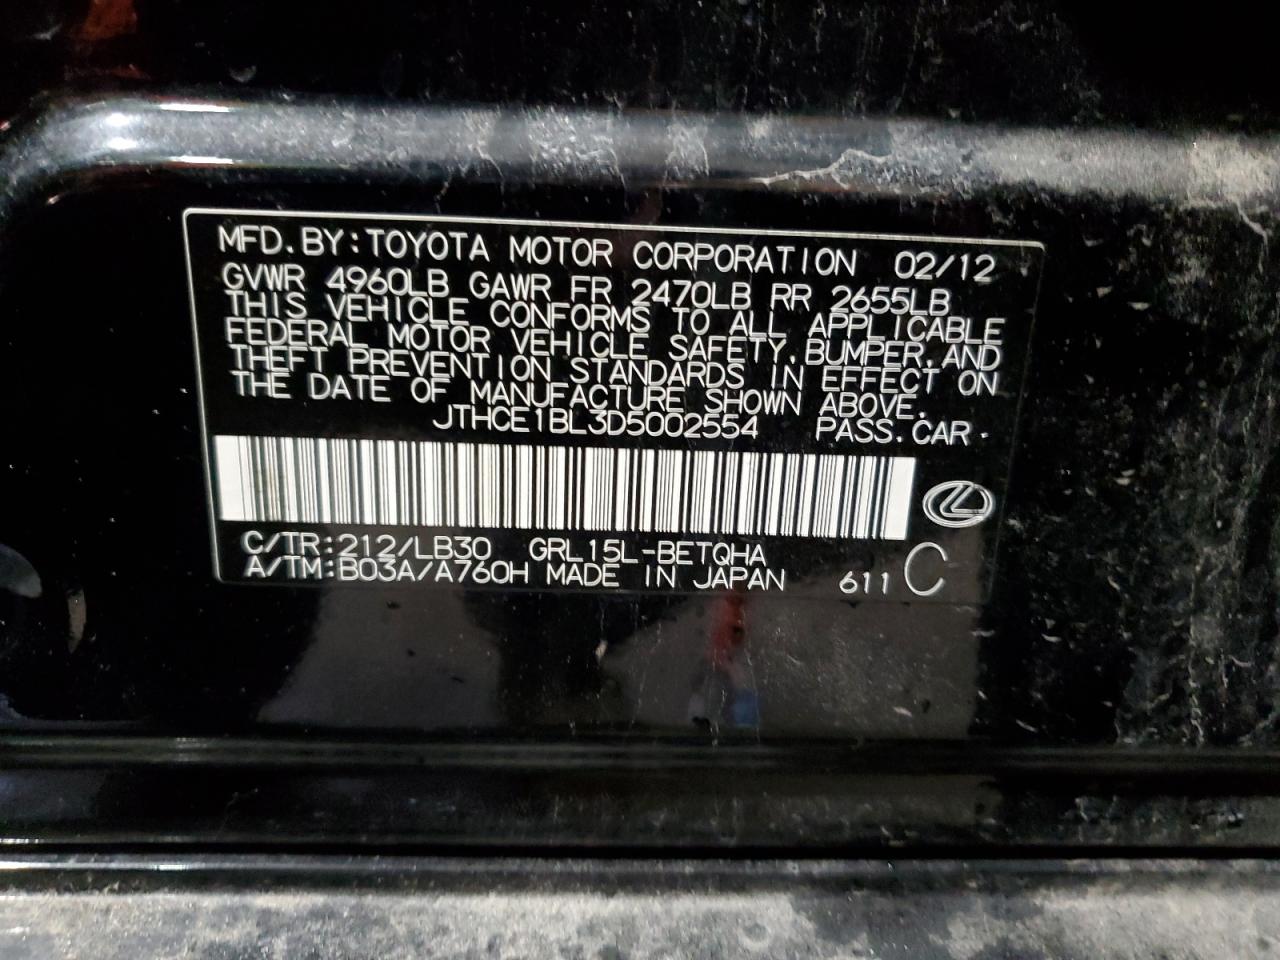 MFD.BY:TOYOTA MOTOR CORPORATION 02/12
GVWR 4960LB GAWR FR 2470LB RR 2655LB
THIS VEHICLE CONFORMS TO ALL APPLICABLE
FEDERAL MOTOR VEHICLE SAFETY,BUMPER,AND
THEFT PREVENTION STANDARDS IN EFFECT ON
THE DATE OF MANUFACTURE SHOWN ABOVE.
JTHCE1BL3D5002554 PASS.CAR
C/TR:212/LB30 GRL15L-BETQHA
A/TM:B03A/A760H MADE IN JAPAN 611 C